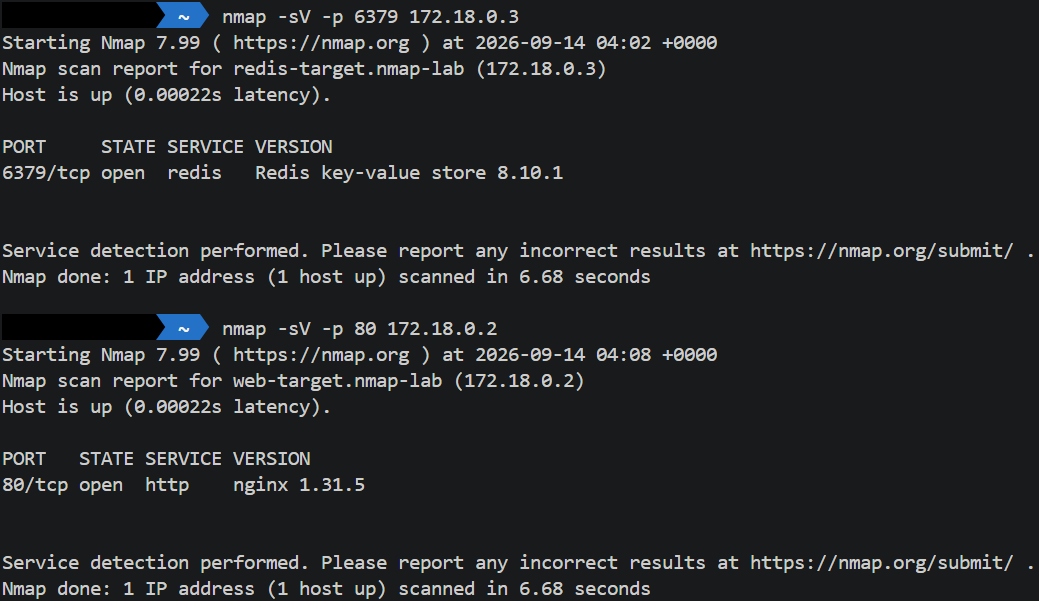 ~ nmap -sV -p 6379 172.18.0.3
Starting Nmap 7.99 ( https://nmap.org ) at 2026-09-14 04:02 +0000
Nmap scan report for redis-target.nmap-lab (172.18.0.3)
Host is up (0.00022s latency).
PORT     STATE SERVICE VERSION
6379/tcp open  redis   Redis key-value store 8.10.1
Service detection performed. Please report any incorrect results at https://nmap.org/submit/ .
Nmap done: 1 IP address (1 host up) scanned in 6.68 seconds
~ nmap -sV -p 80 172.18.0.2
Starting Nmap 7.99 ( https://nmap.org ) at 2026-09-14 04:08 +0000
Nmap scan report for web-target.nmap-lab (172.18.0.2)
Host is up (0.00022s latency).
PORT   STATE SERVICE VERSION
80/tcp open  http    nginx 1.31.5
Service detection performed. Please report any incorrect results at https://nmap.org/submit/ .
Nmap done: 1 IP address (1 host up) scanned in 6.68 seconds